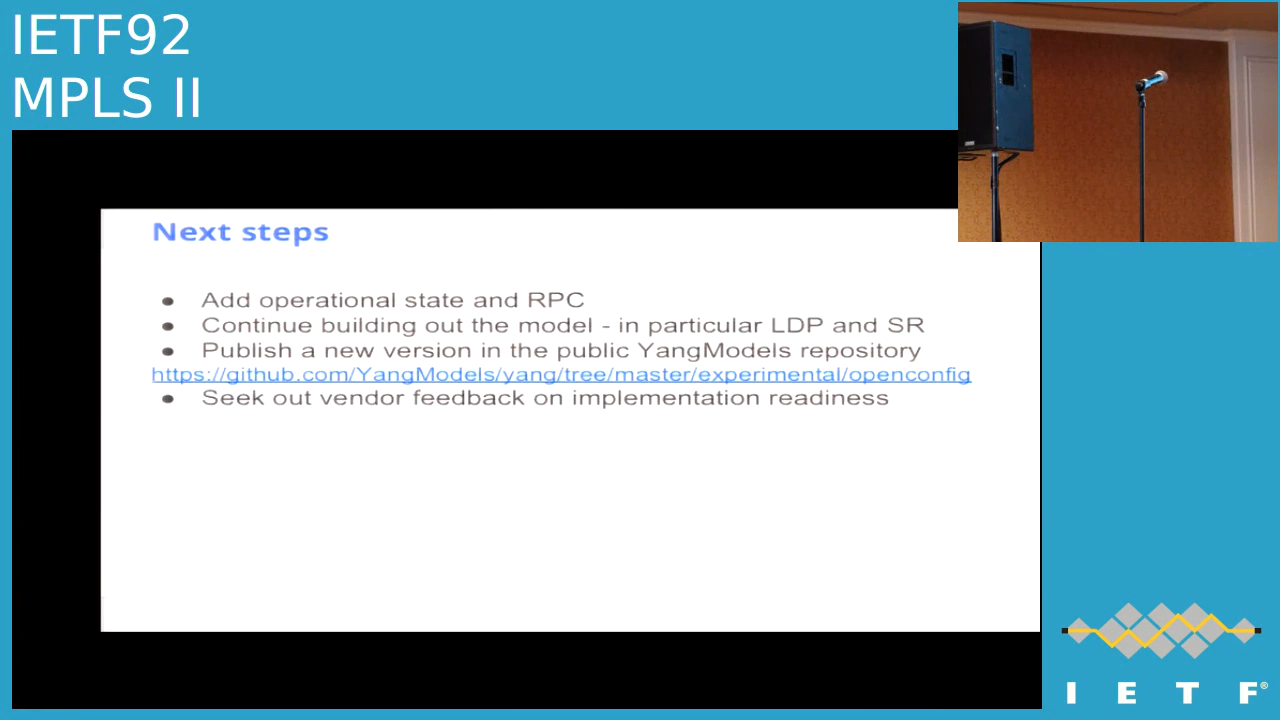 IETF92
MPLS II
Next steps
● Add operational state and RPC
● Continue building out the model - in particular LDP and SR
● Publish a new version in the public YangModels repository
https://github.com/YangModels/yang/tree/master/experimental/openconfig
● Seek out vendor feedback on implementation readiness
I E T F®